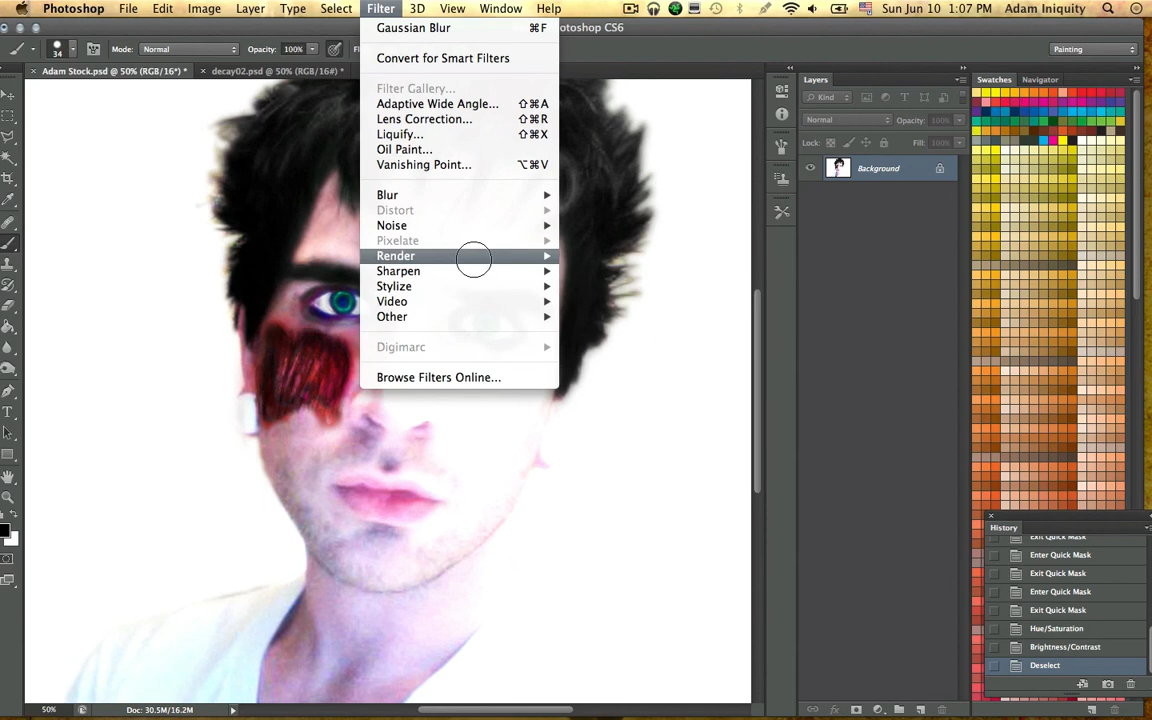 Photoshop File Edit Image Layer Type Select Filter 3D View Window Help Sun Jun 10 1:07 PM Adam Iniquity
Photoshop CS6
34 Mode: Normal Opacity: 100% Painting
Adam Stock.psd @ 50% (RGB/16*) * decay02.psd @ 50% (RGB/16#) *
Gaussian Blur ⌘F
Convert for Smart Filters
Filter Gallery...
Adaptive Wide Angle... ⇧⌘A
Lens Correction... ⇧⌘R
Liquify... ⇧⌘X
Oil Paint...
Vanishing Point... ⌥⌘V
Blur
Distort
Noise
Pixelate
Render
Sharpen
Stylize
Video
Other
Digimarc
Browse Filters Online...
Layers
Kind
Normal Opacity: 100%
Lock: Fill: 100%
Background
Swatches Navigator
History
Exit Quick Mask
Enter Quick Mask
Exit Quick Mask
Enter Quick Mask
Exit Quick Mask
Hue/Saturation
Brightness/Contrast
Deselect
50% Doc: 30.5M/16.2M